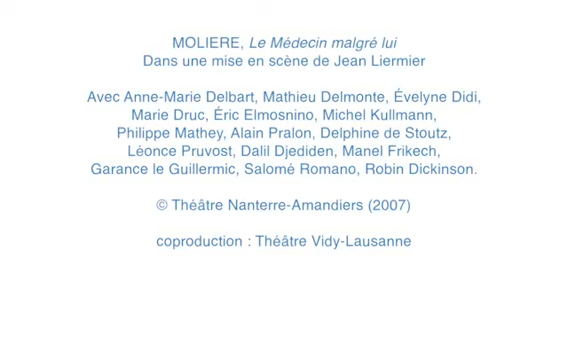 MOLIERE, Le Médecin malgré lui
Dans une mise en scène de Jean Liermier
Avec Anne-Marie Delbart, Mathieu Delmonte, Évelyne Didi,
Marie Druc, Éric Elmosnino, Michel Kullmann,
Philippe Mathey, Alain Pralon, Delphine de Stoutz,
Léonce Pruvost, Dalil Djediden, Manel Frikech,
Garance le Guillermic, Salomé Romano, Robin Dickinson.
© Théâtre Nanterre-Amandiers (2007)
coproduction : Théâtre Vidy-Lausanne